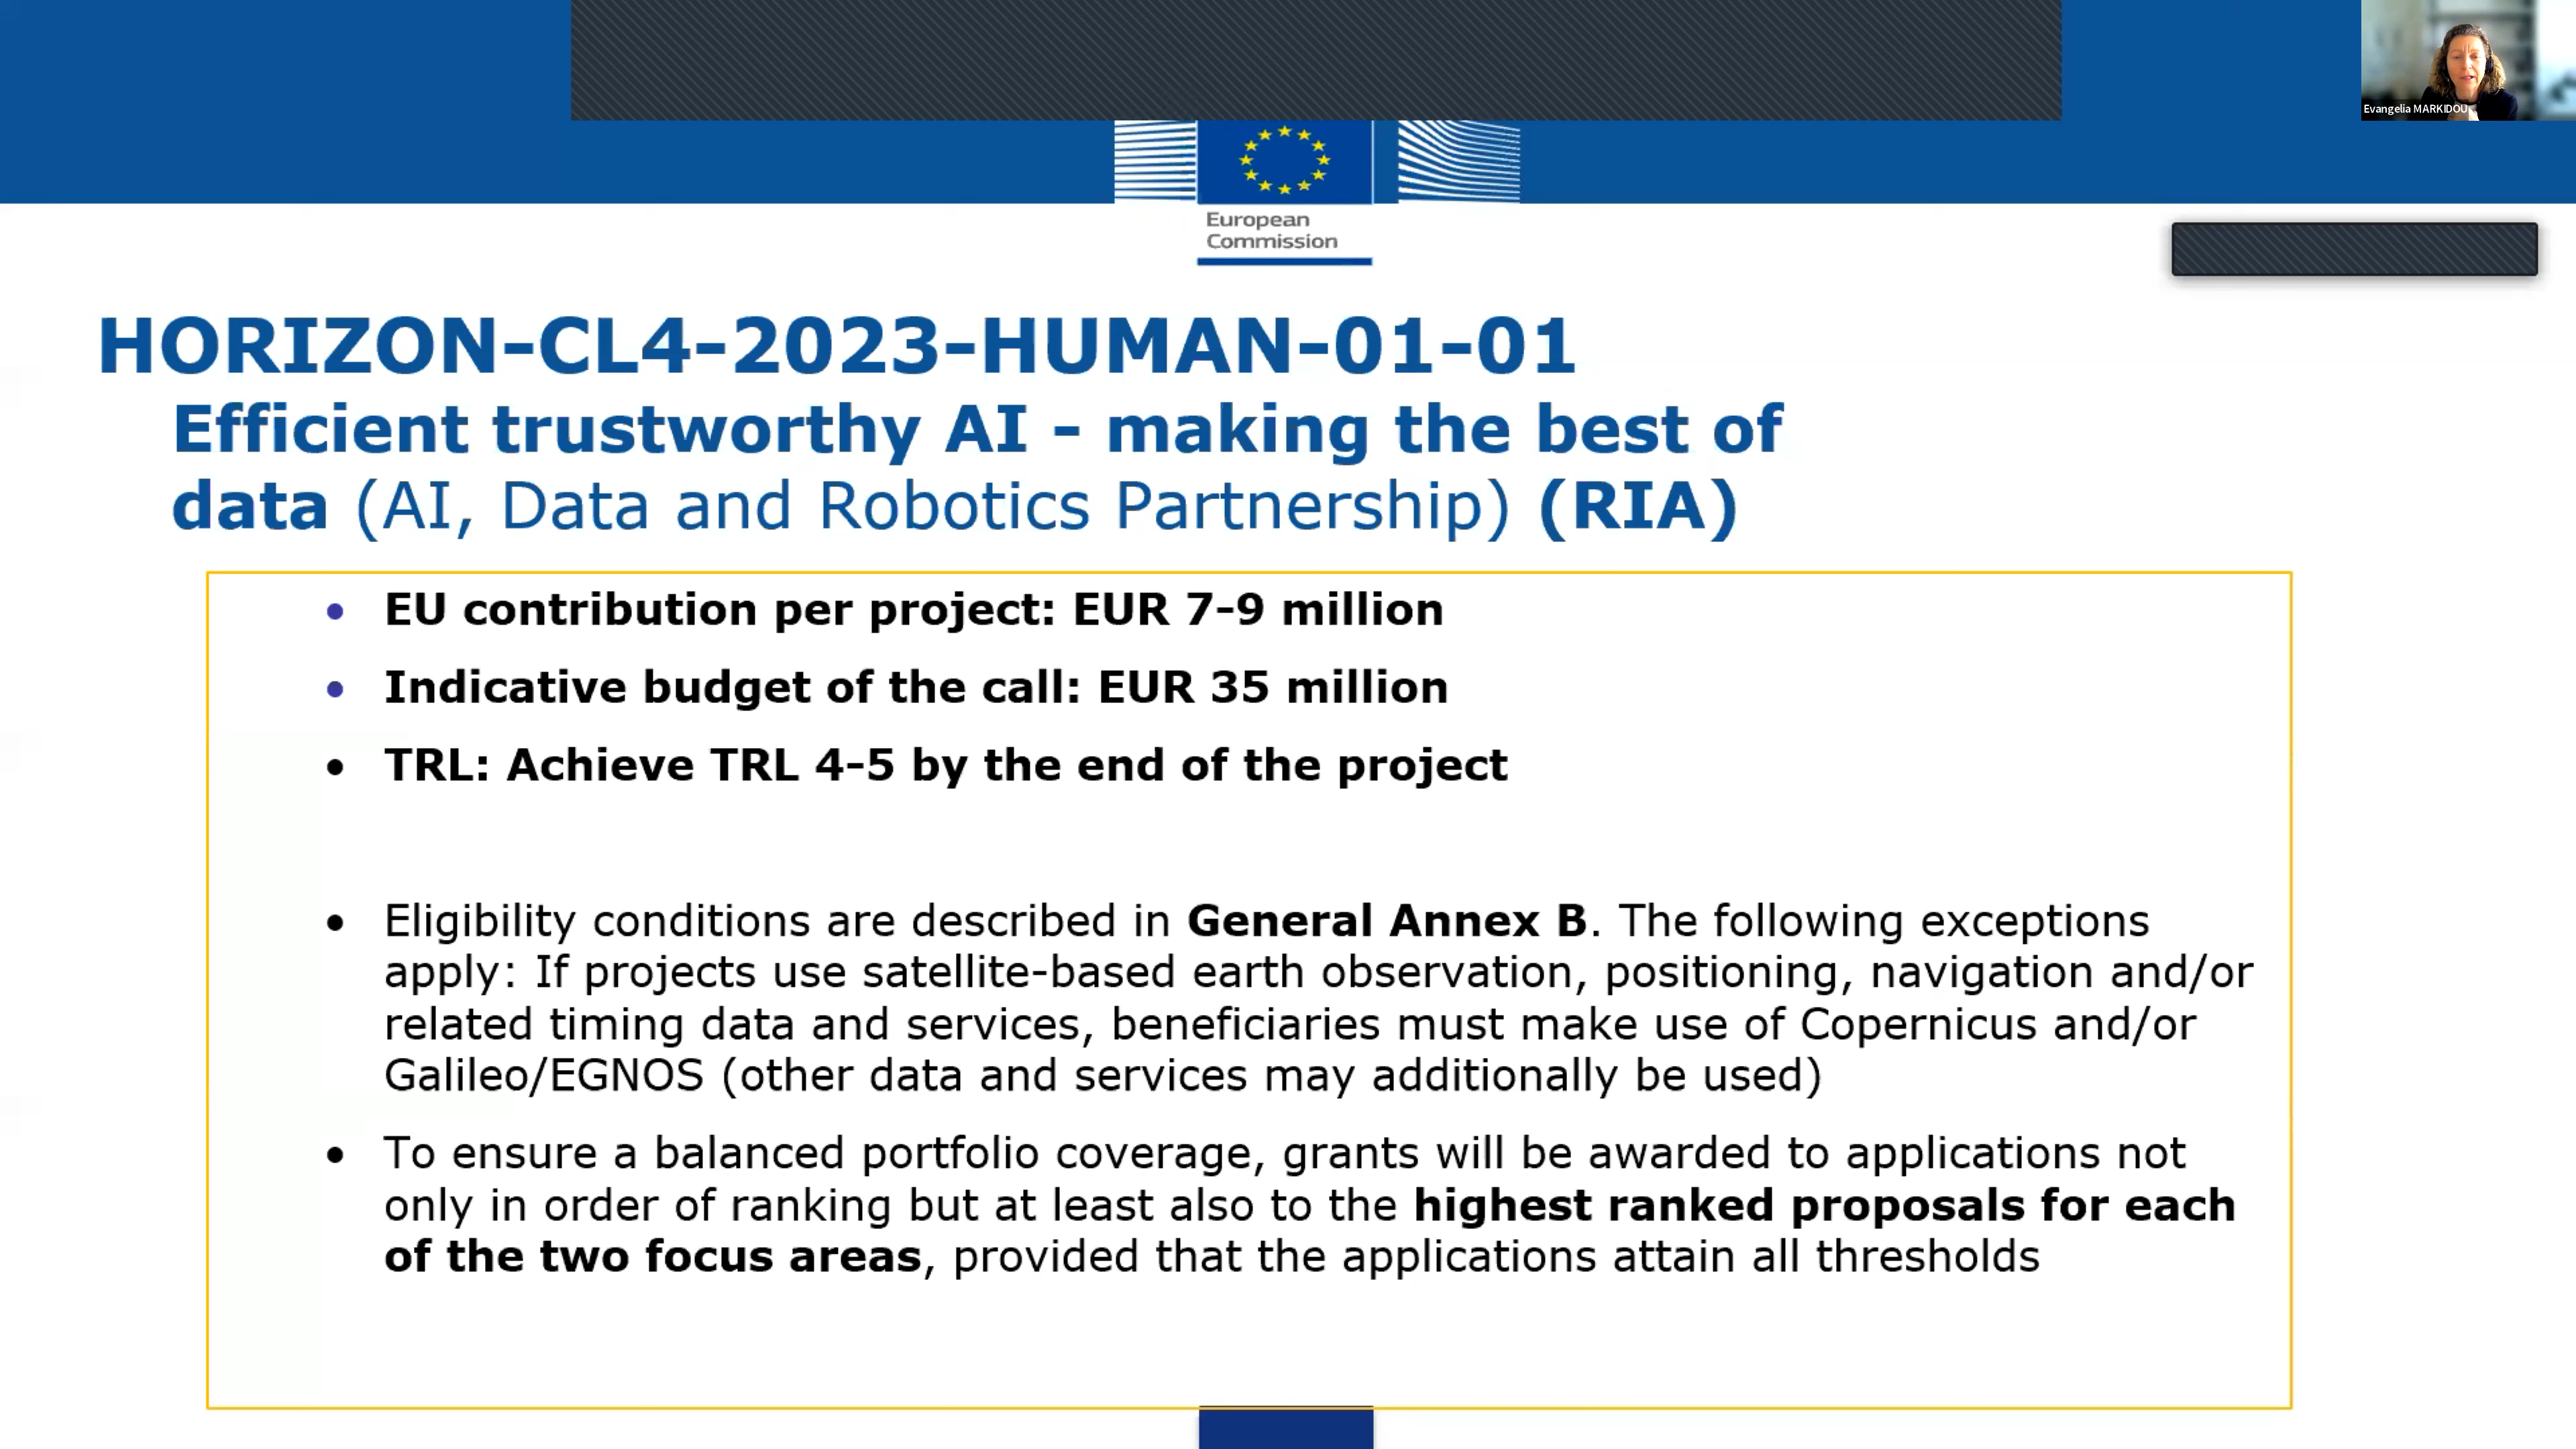 Evangelia MARKIDOU
European
Commission
HORIZON-CL4-2023-HUMAN-01-01
Efficient trustworthy AI - making the best of
data (AI, Data and Robotics Partnership) (RIA)
• EU contribution per project: EUR 7-9 million
• Indicative budget of the call: EUR 35 million
• TRL: Achieve TRL 4-5 by the end of the project
• Eligibility conditions are described in General Annex B. The following exceptions
apply: If projects use satellite-based earth observation, positioning, navigation and/or
related timing data and services, beneficiaries must make use of Copernicus and/or
Galileo/EGNOS (other data and services may additionally be used)
• To ensure a balanced portfolio coverage, grants will be awarded to applications not
only in order of ranking but at least also to the highest ranked proposals for each
of the two focus areas, provided that the applications attain all thresholds